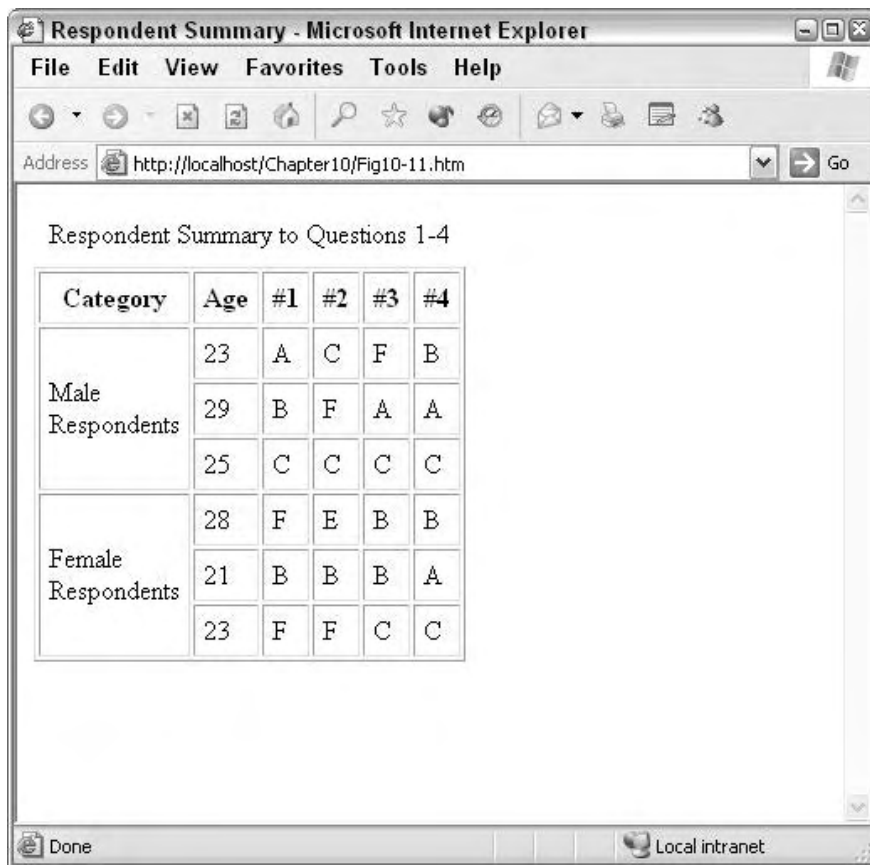 Respondent Summary - Microsoft Internet Explorer
File Edit View Favorites Tools Help
Address http://localhost/Chapter10/Fig10-11.htm Go
Respondent Summary to Questions 1-4
Category Age #1 #2 #3 #4
Male
Respondents
23 A C F B
29 B F A A
25 C C C C
Female
Respondents
28 F E B B
21 B B B A
23 F F C C
Done Local intranet